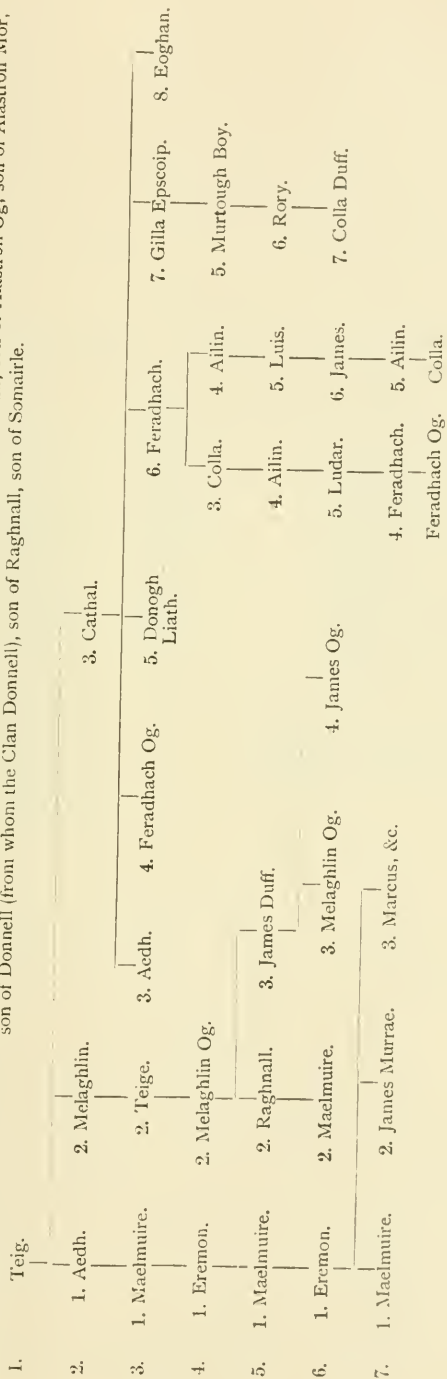 Og, son of Alastron Mor,
son of Donnell (from whom the Clan Donnell), son of Raghnall, son of Somairle.
1. Teig.
2. 1. Aedh. 2. Melaghlin. 3. Cathal.
3. 1. Maelmuire. 2. Teige. 3. Aedh. 4. Feradhach Og. 5. Donogh 6. Feradhach. 7. Gilla Epscoip. 8. Eoghan.
Liath.
4. 1. Eremon. 2. Melaghlin Og. 3. Colla. 4. Ailin. 5. Murtough Boy.
5. 1. Maelmuire. 2. Raghnall. 3. James Duff. 4. Ailin. 5. Luis. 6. Rory.
6. 1. Eremon. 2. Maelmuire. 3. Melaghlin Og. 4. James Og. 5. Ludar. 6. James. 7. Colla Duff.
7. 1. Maelmuire. 2. James Murrae. 3. Marcus, &c. 4. Feradhach. 5. Ailin.
Feradhach Og. Colla.